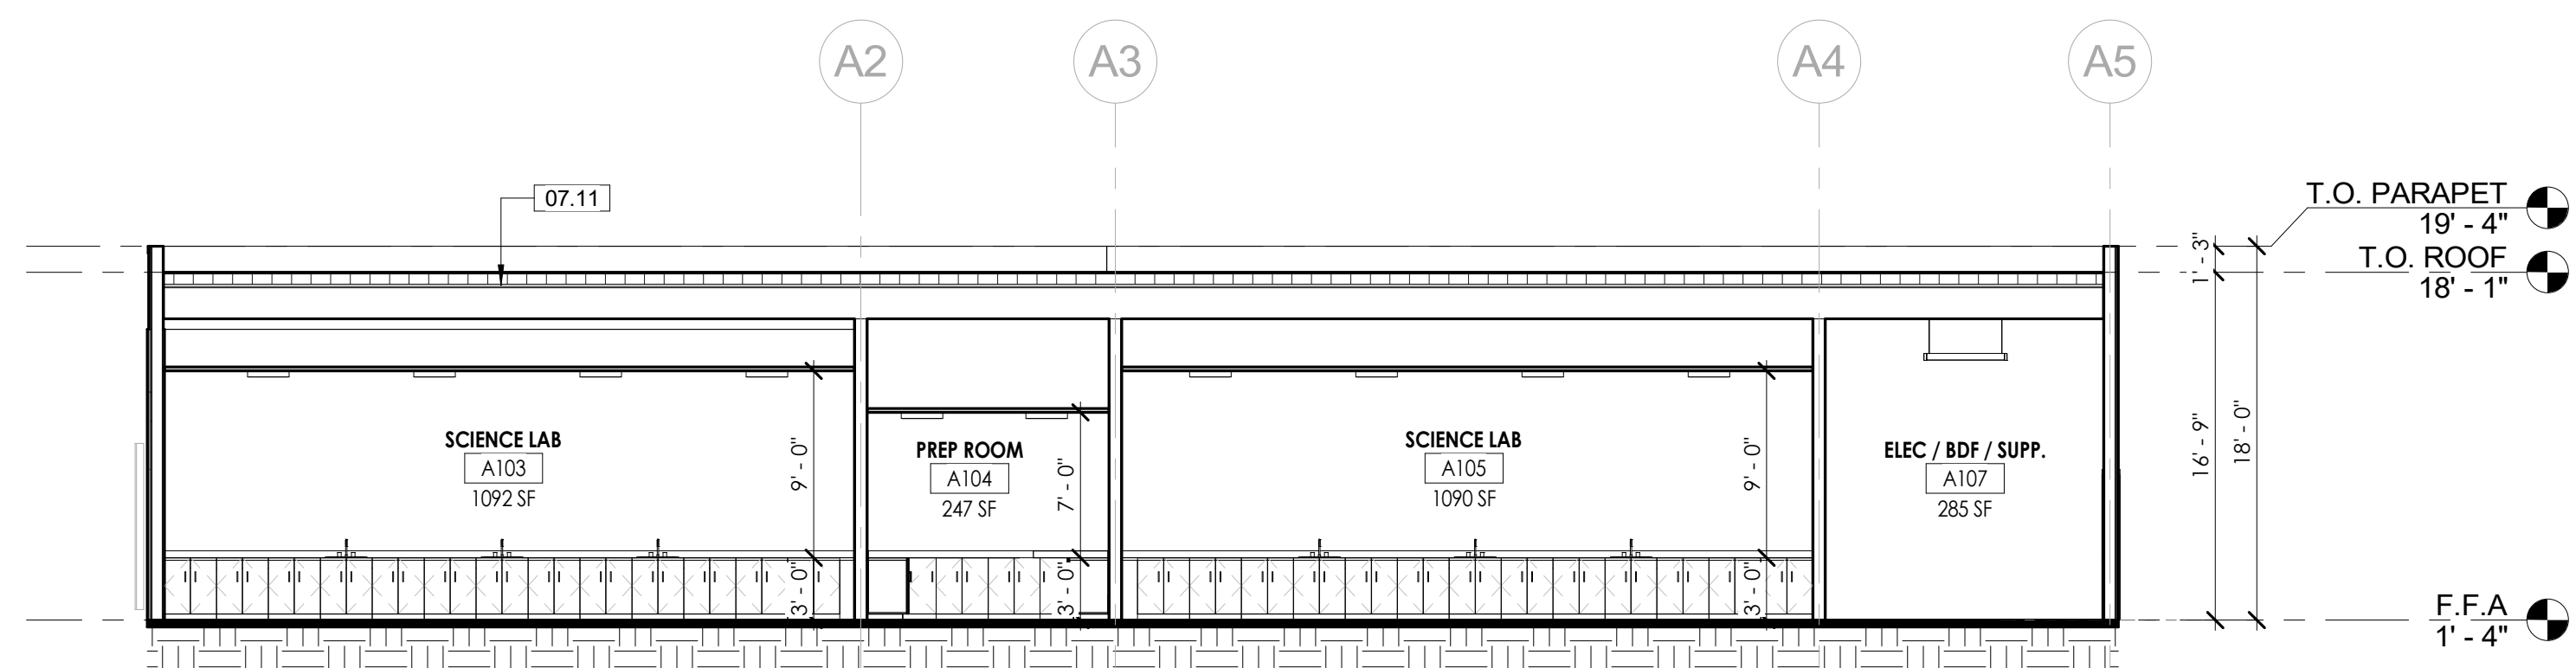 A2
A3
A4
A5
07.11
T.O. PARAPET
19' - 4"
T.O. ROOF
18' - 1"
1' - 3"
SCIENCE LAB
A103
1092 SF
9' - 0"
PREP ROOM
A104
247 SF
7' - 0"
SCIENCE LAB
A105
1090 SF
9' - 0"
ELEC / BDF / SUPP.
A107
285 SF
16' - 9"
18' - 0"
3' - 0"
3' - 0"
3' - 0"
F.F.A
1' - 4"